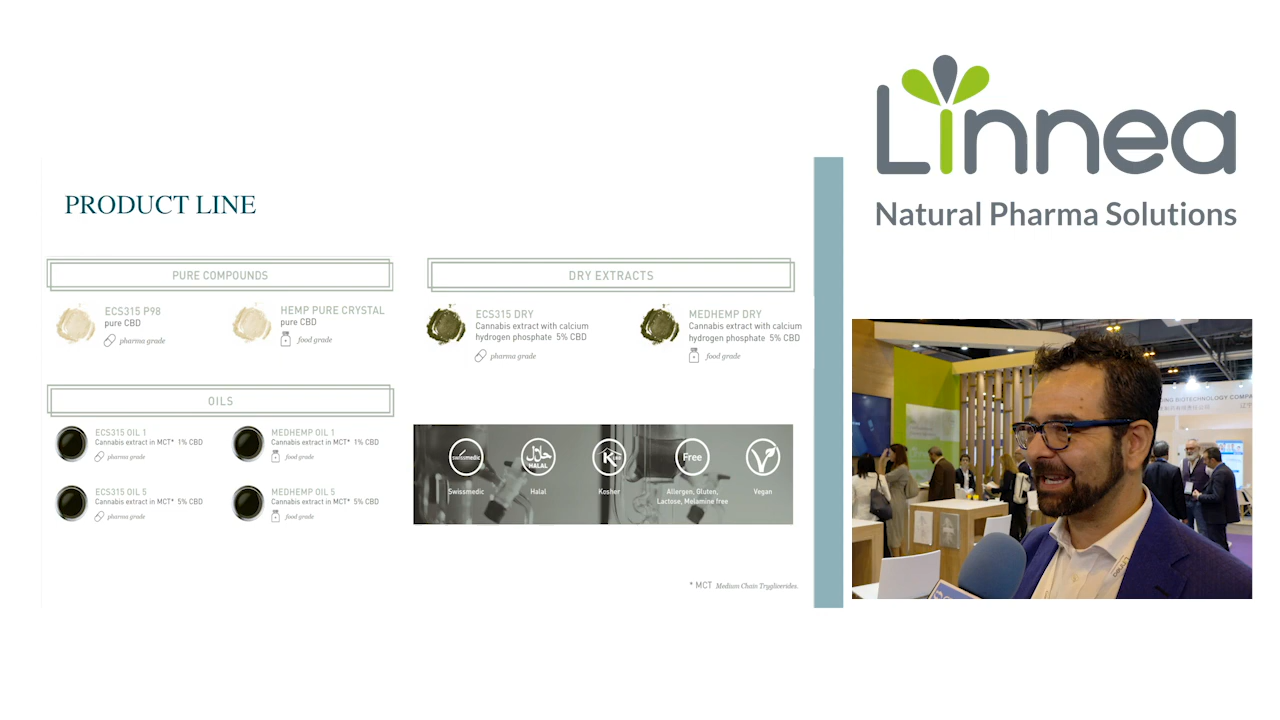 PRODUCT LINE
PURE COMPOUNDS
ECS315 P98
pure CBD
pharma grade
HEMP PURE CRYSTAL
pure CBD
food grade
DRY EXTRACTS
ECS315 DRY
Cannabis extract with calcium
hydrogen phosphate 5% CBD
pharma grade
MEDHEMP DRY
Cannabis extract with calcium
hydrogen phosphate 5% CBD
food grade
OILS
ECS315 OIL 1
Cannabis extract in MCT* 1% CBD
pharma grade
MEDHEMP OIL 1
Cannabis extract in MCT* 1% CBD
food grade
ECS315 OIL 5
Cannabis extract in MCT* 5% CBD
pharma grade
MEDHEMP OIL 5
Cannabis extract in MCT* 5% CBD
food grade
swissmedic
Swissmedic
حلال
HALAL
Halal
K
Kosher
Free
Allergen, Gluten,
Lactose, Melamine free
V
Vegan
* MCT Medium Chain Tryglicerides.
Linnea
Natural Pharma Solutions